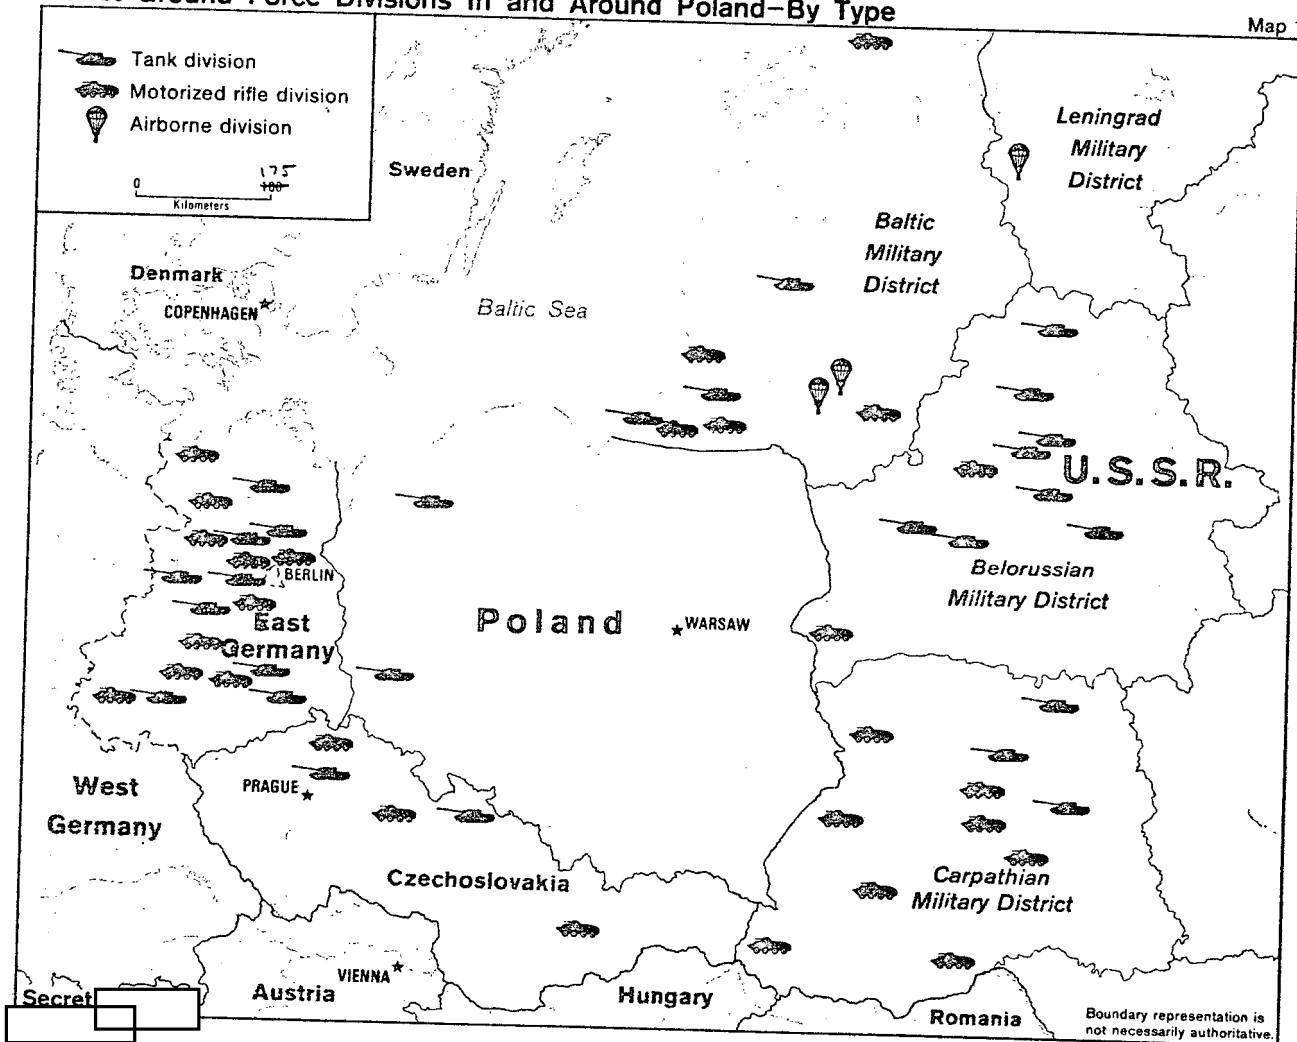 Ground Force Divisions In and Around Poland—By Type
Map
Tank division
Motorized rifle division
Airborne division
175
0 100
Kilometers
Sweden
Leningrad
Military
District
Baltic
Military
District
Denmark
COPENHAGEN
Baltic Sea
U.S.S.R.
BERLIN
Belorussian
Military District
Poland
WARSAW
East
Germany
PRAGUE
West
Germany
Czechoslovakia
Carpathian
Military District
VIENNA
Austria
Hungary
Romania
Secret
Boundary representation is
not necessarily authoritative.